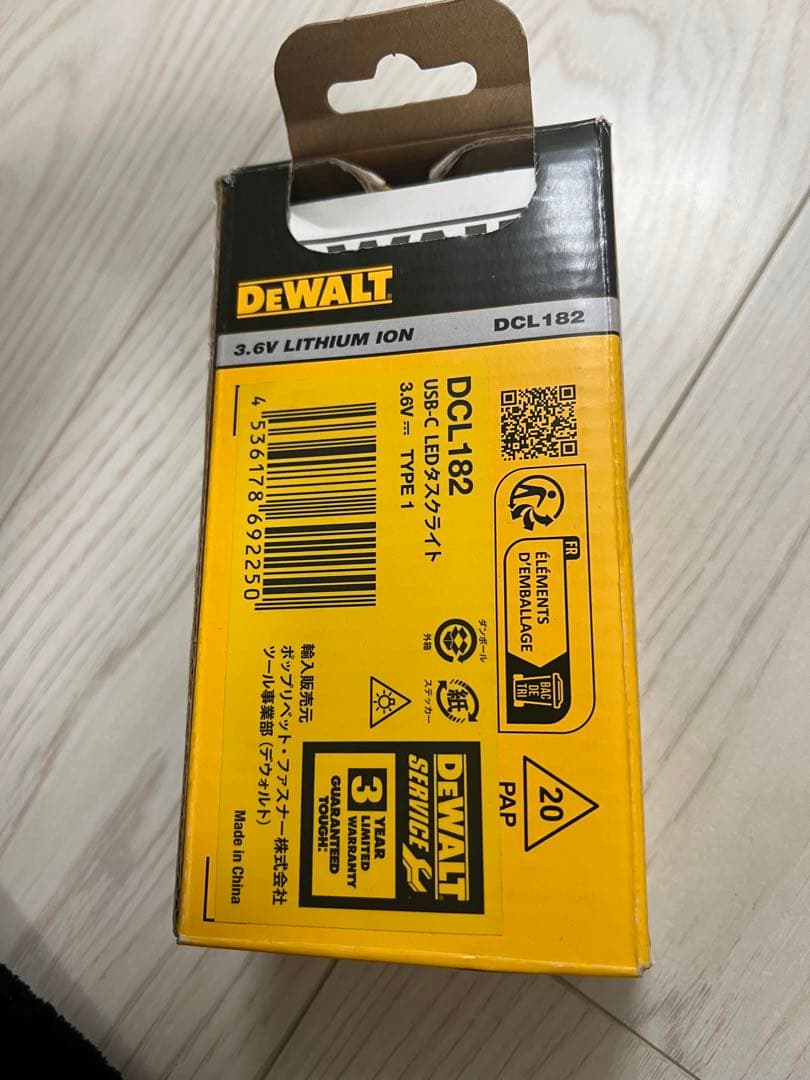 DEWALT
3.6V LITHIUM ION
DCL182
DCL182
USB-C LEDタスクライト
3.6V TYPE 1
4 536178 692250
FR
ÉLÉMENTS
D'EMBALLAGE
BAC
DE
TRI
ダンボール
外箱
紙
ステッカー
輸入販売元
ポップリベット・ファスナー株式会社
ツール事業部 (デウォルト)
Made in China
DEWALT
SERVICE
3 YEAR
LIMITED
WARRANTY
GUARANTEED
TOUGH.
20
PAP